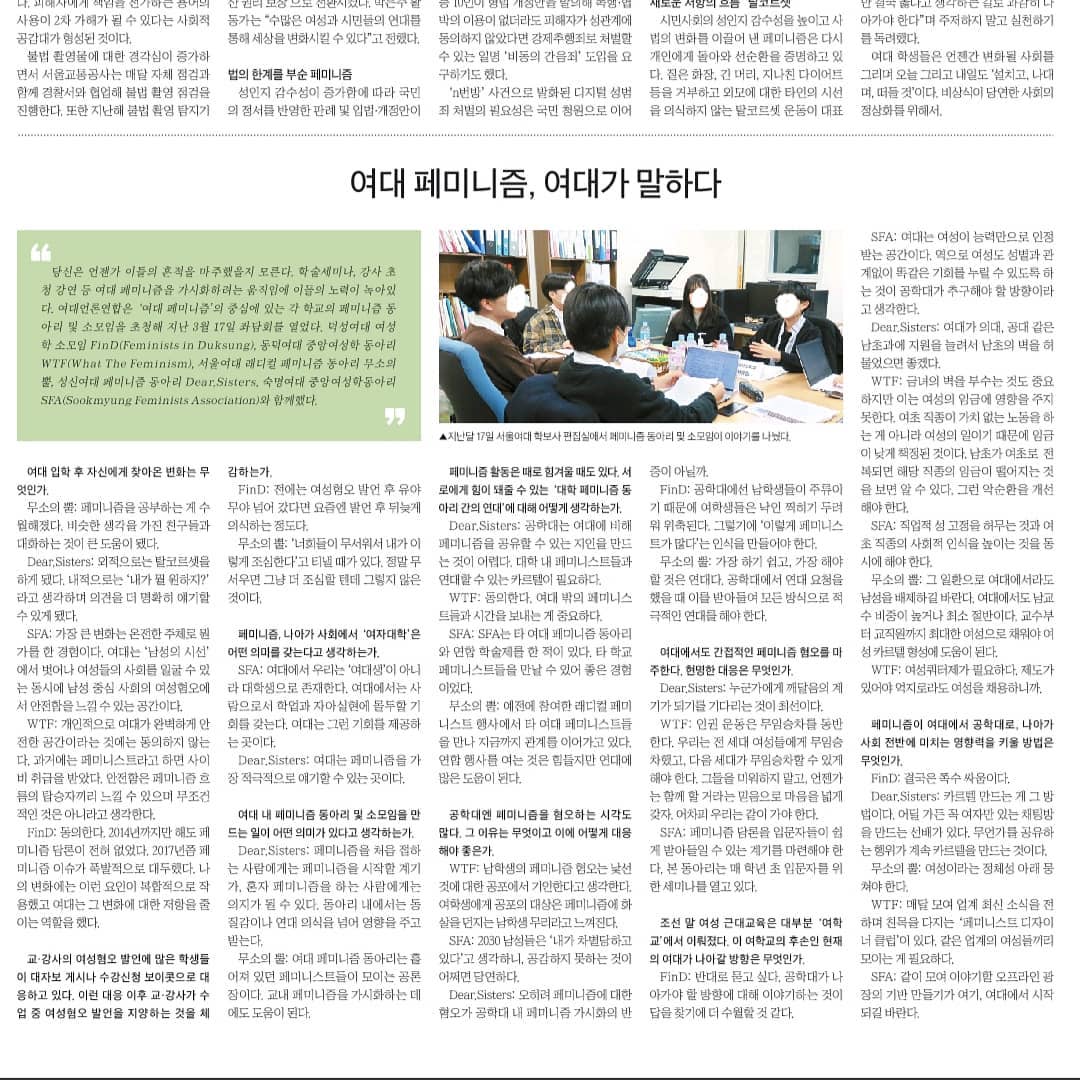 다. 피해자에게 책임을 전가하는 용어의
사용이 2차 가해가 될 수 있다는 사회적
공감대가 형성된 것이다.
불법 촬영물에 대한 경각심이 증가하
면서 서울교통공사는 매달 자체 점검과
함께 경찰서와 협업해 불법 촬영 점검을
진행한다. 또한 지난해 불법 촬영 탐지기
동가는 “수많은 여성과 시민들의 연대를
통해 세상을 변화시킬 수 있다”고 전했다.
법의 한계를 부순 페미니즘
성인지 감수성이 증가함에 따라 국민
의 정서를 반영한 판례 및 입법·개정안이
박의 이용이 없더라도 피해자가 성관계에
동의하지 않았다면 강제추행죄로 처벌할
수 있는 일명 ‘비동의 간음죄’ 도입을 요
구하기도 했다.
‘n번방’ 사건으로 발화된 디지털 성범
죄 처벌의 필요성은 국민 청원으로 이어
새로운 저항의 흐름 탈코르셋
시민사회의 성인지 감수성을 높이고 사
법의 변화를 이끌어 낸 페미니즘은 다시
개인에게 돌아와 선순환을 증명하고 있
다. 짙은 화장, 긴 머리, 지나친 다이어트
등을 거부하고 외모에 대한 타인의 시선
을 의식하지 않는 탈코르셋 운동이 대표
아가야 한다”며 주저하지 말고 실천하기
를 독려했다.
여대 학생들은 언젠가 변화될 사회를
그리며 오늘 그리고 내일도 ‘설치고, 나대
며, 떠들 것’이다. 비상식이 당연한 사회의
정상화를 위해서.
여대 페미니즘, 여대가 말하다
당신은 언젠가 이들의 흔적을 마주했을지 모른다. 학술세미나, 강사 초
청 강연 등 여대 페미니즘을 가시화하려는 움직임에 이들의 노력이 녹아있
다. 여대언론연합은 ‘여대 페미니즘’의 중심에 있는 각 학교의 페미니즘 동
아리 및 소모임을 초청해 지난 3월 17일 좌담회를 열었다. 덕성여대 여성
학 소모임 FinD(Feminists in Duksung), 동덕여대 중앙여성학 동아리
WTF(What The Feminism), 서울여대 래디컬 페미니즘 동아리 무소의
뿔, 성신여대 페미니즘 동아리 Dear,Sisters, 숙명여대 중앙여성학동아리
SFA(Sookmyung Feminists Association)와 함께했다.
▲지난달 17일 서울여대 학보사 편집실에서 페미니즘 동아리 및 소모임이 이야기를 나눴다.
여대 입학 후 자신에게 찾아온 변화는 무
엇인가.
무소의 뿔: 페미니즘을 공부하는 게 수
월해졌다. 비슷한 생각을 가진 친구들과
대화하는 것이 큰 도움이 됐다.
Dear,Sisters: 외적으로는 탈코르셋을
하게 됐다. 내적으로는 ‘내가 뭘 원하지?’
라고 생각하며 의견을 더 명확히 얘기할
수 있게 됐다.
SFA: 가장 큰 변화는 온전한 주체로 뭔
가를 한 경험이다. 여대는 ‘남성의 시선’
에서 벗어나 여성들의 사회를 일굴 수 있
는 동시에 남성 중심 사회의 여성혐오에
서 안전함을 느낄 수 있는 공간이다.
WTF: 개인적으로 여대가 완벽하게 안
전한 공간이라는 것에는 동의하지 않는
다. 과거에는 페미니스트라고 하면 사이
비 취급을 받았다. 안전함은 페미니즘 흐
름의 탑승자끼리 느낄 수 있으며 무조건
적인 것은 아니라고 생각한다.
FinD: 동의한다. 2014년까지만 해도 페
미니즘 담론이 전혀 없었다. 2017년쯤 페
미니즘 이슈가 폭발적으로 대두했다. 나
의 변화에는 이런 요인이 복합적으로 작
용했고 여대는 그 변화에 대한 저항을 줄
이는 역할을 했다.
교·강사의 여성혐오 발언에 많은 학생들
이 대자보 게시나 수강신청 보이콧으로 대
응하고 있다. 이런 대응 이후 교·강사가 수
업 중 여성혐오 발언을 지양하는 것을 체
감하는가.
FinD: 전에는 여성혐오 발언 후 유야
무야 넘어 갔다면 요즘엔 발언 후 뒤늦게
의식하는 정도다.
무소의 뿔: ‘너희들이 무서워서 내가 이
렇게 조심한다’고 티낼 때가 있다. 정말 무
서우면 그냥 더 조심할 텐데 그렇지 않은
것이다.
페미니즘, 나아가 사회에서 ‘여자대학’은
어떤 의미를 갖는다고 생각하는가.
SFA: 여대에서 우리는 ‘여대생’이 아니
라 대학생으로 존재한다. 여대에서는 사
람으로서 학업과 자아실현에 몰두할 기
회를 갖는다. 여대는 그런 기회를 제공하
는 곳이다.
Dear,Sisters: 여대는 페미니즘을 가
장 적극적으로 얘기할 수 있는 곳이다.
여대 내 페미니즘 동아리 및 소모임을 만
드는 일이 어떤 의미가 있다고 생각하는가.
Dear,Sisters: 페미니즘을 처음 접하
는 사람에게는 페미니즘을 시작할 계기
가, 혼자 페미니즘을 하는 사람에게는
의지가 될 수 있다. 동아리 내에서는 동
질감이나 연대 의식을 넘어 영향을 주고
받는다.
무소의 뿔: 여대 페미니즘 동아리는 흩
어져 있던 페미니스트들이 모이는 공론
장이다. 교내 페미니즘을 가시화하는 데
에도 도움이 된다.
페미니즘 활동은 때로 힘겨울 때도 있다. 서
로에게 힘이 돼줄 수 있는 ‘대학 페미니즘 동
아리 간의 연대’에 대해 어떻게 생각하는가.
Dear,Sisters: 공학대는 여대에 비해
페미니즘을 공유할 수 있는 지인을 만드
는 것이 어렵다. 대학 내 페미니스트들과
연대할 수 있는 카르텔이 필요하다.
WTF: 동의한다. 여대 밖의 페미니스
트들과 시간을 보내는 게 중요하다.
SFA: SFA는 타 여대 페미니즘 동아리
와 연합 학술제를 한 적이 있다. 타 학교
페미니스트들을 만날 수 있어 좋은 경험
이었다.
무소의 뿔: 예전에 참여한 래디컬 페미
니스트 행사에서 타 여대 페미니스트들
을 만나 지금까지 관계를 이어가고 있다.
연합 행사를 여는 것은 힘들지만 연대에
많은 도움이 된다.
공학대엔 페미니즘을 혐오하는 시각도
많다. 그 이유는 무엇이고 이에 어떻게 대응
해야 좋은가.
WTF: 남학생의 페미니즘 혐오는 낯선
것에 대한 공포에서 기인한다고 생각한다.
여학생에게 공포의 대상은 페미니즘에 화
살을 던지는 남학생 무리라고 느껴진다.
SFA: 2030 남성들은 ‘내가 차별당하고
있다’고 생각하니, 공감하지 못하는 것이
어쩌면 당연하다.
Dear,Sisters: 오히려 페미니즘에 대한
혐오가 공학대 내 페미니즘 가시화의 반
증이 아닐까.
FinD: 공학대에선 남학생들이 주류이
기 때문에 여학생들은 낙인 찍히기 두려
워 위축된다. 그렇기에 ‘이렇게 페미니스
트가 많다’는 인식을 만들어야 한다.
무소의 뿔: 가장 하기 쉽고, 가장 해야
할 것은 연대다. 공학대에서 연대 요청을
했을 때 이를 받아들여 모든 방식으로 적
극적인 연대를 해야 한다.
여대에서도 간접적인 페미니즘 혐오를 마
주한다. 현명한 대응은 무엇인가.
Dear,Sisters: 누군가에게 깨달음의 계
기가 되기를 기다리는 것이 최선이다.
WTF: 인권 운동은 무임승차를 동반
한다. 우리는 전 세대 여성들에게 무임승
차했고, 다음 세대가 무임승차할 수 있게
해야 한다. 그들을 미워하지 말고, 언젠가
는 함께 할 거라는 믿음으로 마음을 넓게
갖자. 어차피 우리는 같이 가야 한다.
SFA: 페미니즘 담론을 입문자들이 쉽
게 받아들일 수 있는 계기를 마련해야 한
다. 본 동아리는 매 학년 초 입문자를 위
한 세미나를 열고 있다.
조선 말 여성 근대교육은 대부분 ‘여학
교’에서 이뤄졌다. 이 여학교의 후손인 현재
의 여대가 나아갈 방향은 무엇인가.
FinD: 반대로 묻고 싶다. 공학대가 나
아가야 할 방향에 대해 이야기하는 것이
답을 찾기에 더 수월할 것 같다.
SFA: 여대는 여성이 능력만으로 인정
받는 공간이다. 역으로 여성도 성별과 관
계없이 똑같은 기회를 누릴 수 있도록 하
는 것이 공학대가 추구해야 할 방향이라
고 생각한다.
Dear,Sisters: 여대가 의대, 공대 같은
남초과에 지원을 늘려서 남초의 벽을 허
물었으면 좋겠다.
WTF: 금녀의 벽을 부수는 것도 중요
하지만 이는 여성의 임금에 영향을 주지
못한다. 여초 직종이 가치 없는 노동을 하
는 게 아니라 여성의 일이기 때문에 임금
이 낮게 책정된 것이다. 남초가 여초로 전
복되면 해당 직종의 임금이 떨어지는 것
을 보면 알 수 있다. 그런 악순환을 개선
해야 한다.
SFA: 직업적 성 고정을 허무는 것과 여
초 직종의 사회적 인식을 높이는 것을 동
시에 해야 한다.
무소의 뿔: 그 일환으로 여대에서라도
남성을 배제하길 바란다. 여대에서도 남교
수 비중이 높거나 최소 절반이다. 교수부
터 교직원까지 최대한 여성으로 채워야 여
성 카르텔 형성에 도움이 된다.
WTF: 여성쿼터제가 필요하다. 제도가
있어야 억지로라도 여성을 채용하니까.
페미니즘이 여대에서 공학대로, 나아가
사회 전반에 미치는 영향력을 키울 방법은
무엇인가.
FinD: 결국은 쪽수 싸움이다.
Dear,Sisters: 카르텔 만드는 게 그 방
법이다. 어딜 가든 꼭 여자만 있는 채팅방
을 만드는 선배가 있다. 무언가를 공유하
는 행위가 계속 카르텔을 만드는 것이다.
무소의 뿔: 여성이라는 정체성 아래 뭉
쳐야 한다.
WTF: 매달 모여 업계 최신 소식을 전
하며 친목을 다지는 ‘페미니스트 디자이
너 클럽’이 있다. 같은 업계의 여성들끼리
모이는 게 필요하다.
SFA: 같이 모여 이야기할 오프라인 광
장의 기반 만들기가 여기, 여대에서 시작
되길 바란다.